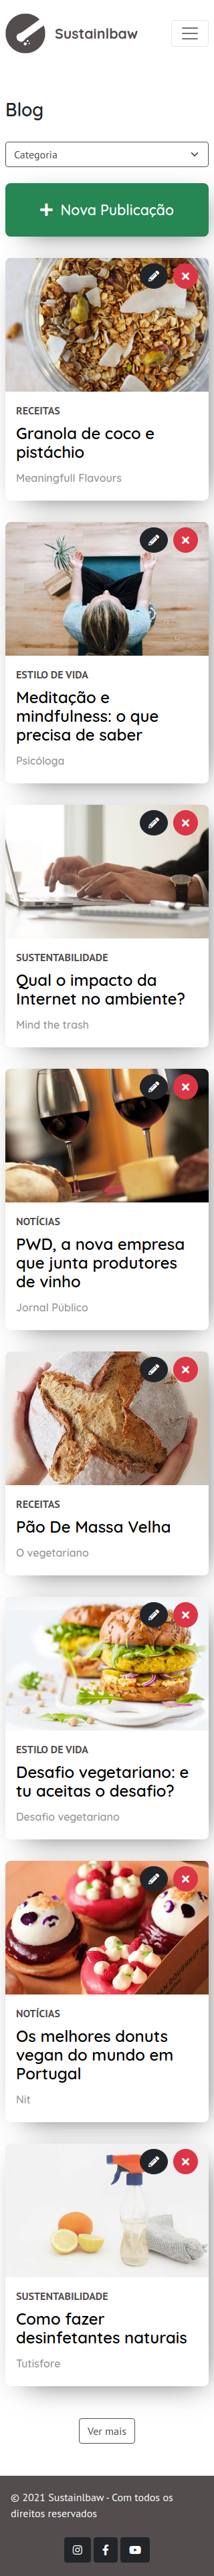 Sustainlbaw
Blog
Categoria
Nova Publicação
RECEITAS
Granola de coco e
pistáchio
Meaningfull Flavours
ESTILO DE VIDA
Meditação e
mindfulness: o que
precisa de saber
Psicóloga
SUSTENTABILIDADE
Qual o impacto da
Internet no ambiente?
Mind the trash
NOTÍCIAS
PWD, a nova empresa
que junta produtores
de vinho
Jornal Público
RECEITAS
Pão De Massa Velha
O vegetariano
ESTILO DE VIDA
Desafio vegetariano: e
tu aceitas o desafio?
Desafio vegetariano
NOTÍCIAS
Os melhores donuts
vegan do mundo em
Portugal
Nit
SUSTENTABILIDADE
Como fazer
desinfetantes naturais
Tutisfore
Ver mais
© 2021 Sustainlbaw - Com todos os
direitos reservados